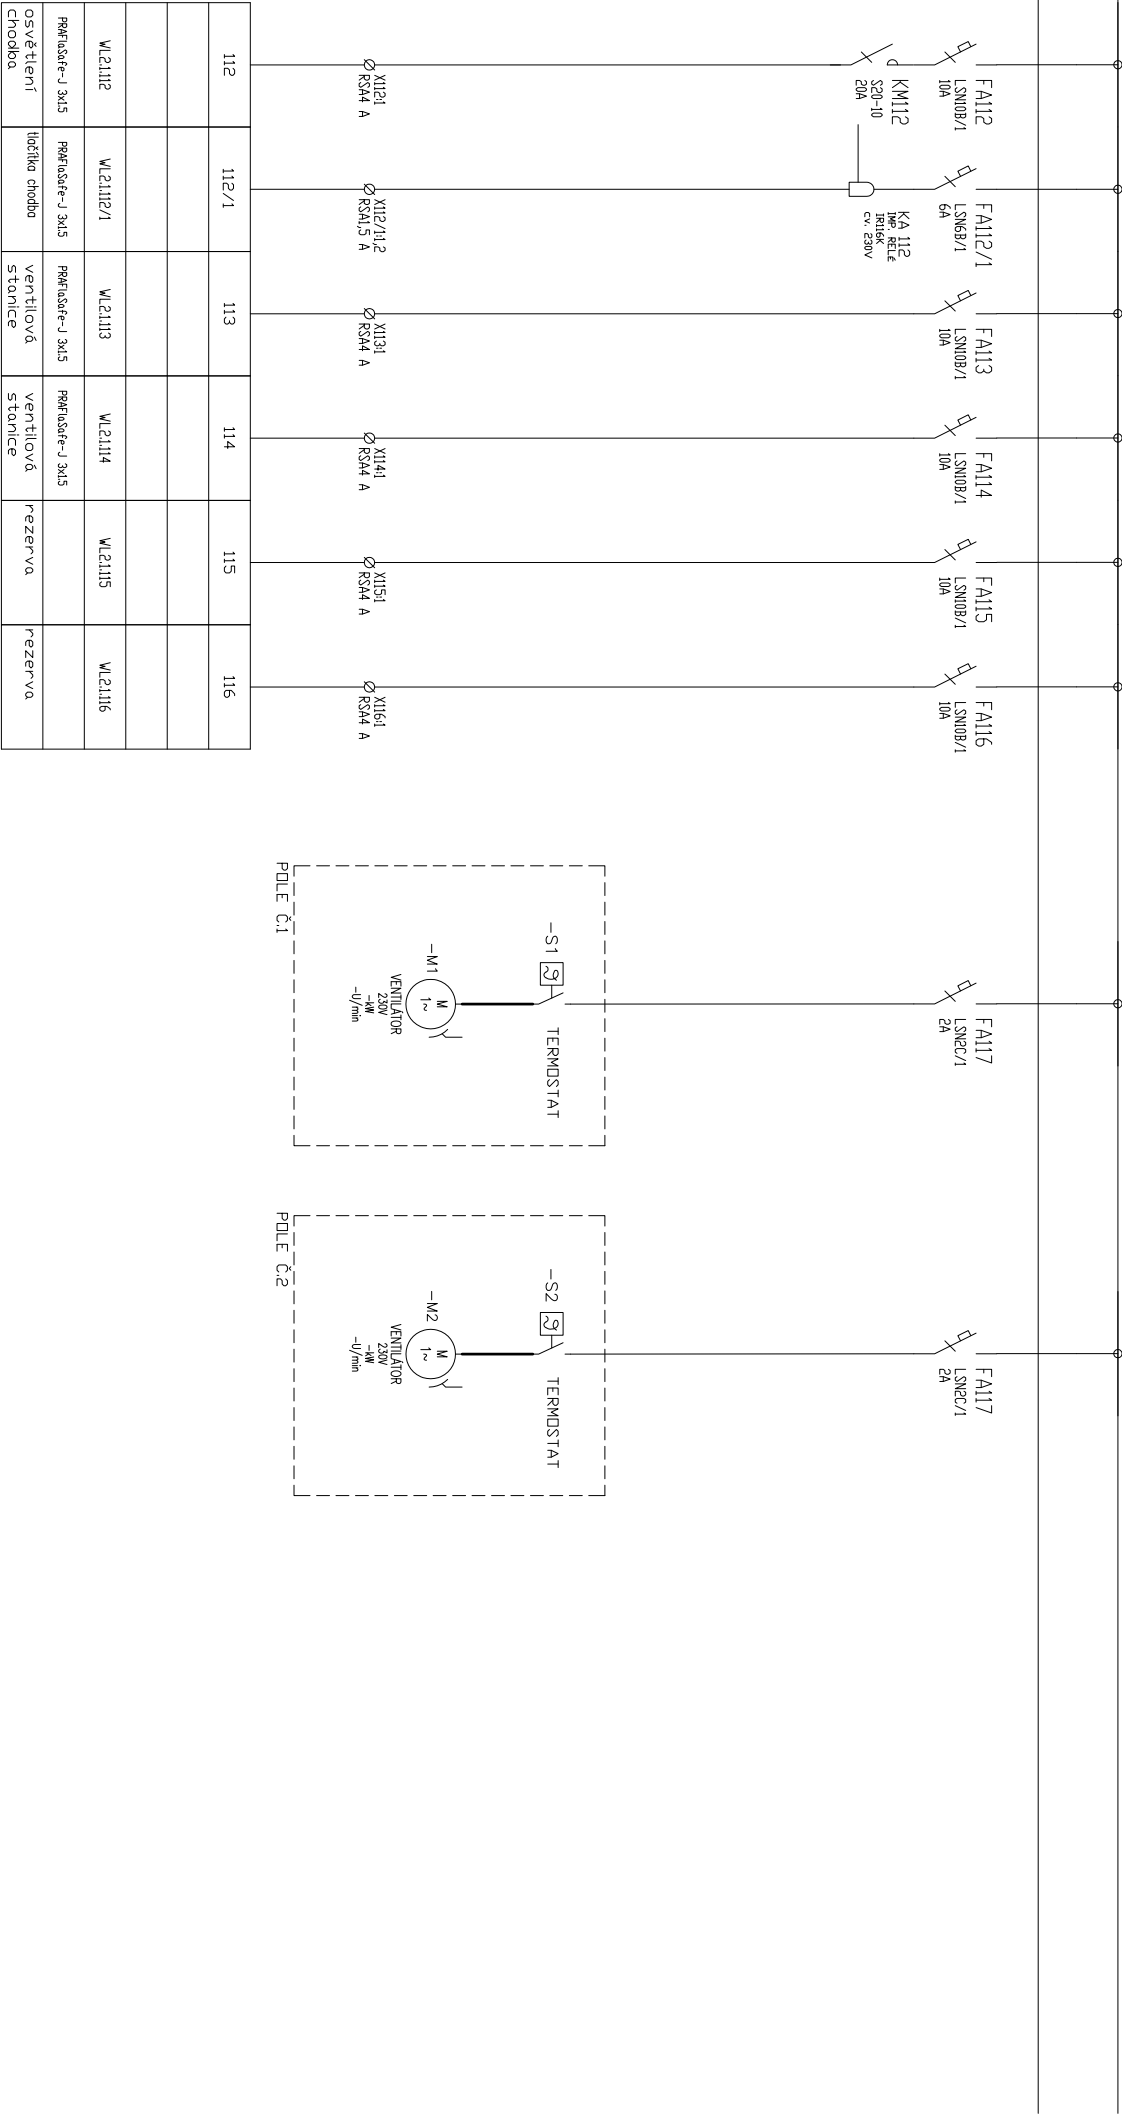 FA112
LSN10B/1
10A
KM112
S20-10
20A
X112:1
RSA4 A
FA112/1
LSN6B/1
6A
KA 112
IMP. RELÉ
IR116K
cv. 230V
X112/1:1,2
RSA1,5 A
FA113
LSN10B/1
10A
X113:1
RSA4 A
FA114
LSN10B/1
10A
X114:1
RSA4 A
FA115
LSN10B/1
10A
X115:1
RSA4 A
FA116
LSN10B/1
10A
X116:1
RSA4 A
FA117
LSN2C/1
2A
-S1
TERMOSTAT
-M1
M
1~
VENTILÁTOR
230V
-kW
-U/min
POLE Č.1
FA117
LSN2C/1
2A
-S2
TERMOSTAT
-M2
M
1~
VENTILÁTOR
230V
-kW
-U/min
POLE Č.2
112
112/1
113
114
115
116
WL2.1.112
WL2.1.112/1
WL2.1.113
WL2.1.114
WL2.1.115
WL2.1.116
PRAFlaSafe-J 3x1.5
PRAFlaSafe-J 3x1.5
PRAFlaSafe-J 3x1.5
PRAFlaSafe-J 3x1.5
osvětlení
chodba
tlačítka chodba
ventilová
stanice
ventilová
stanice
rezerva
rezerva